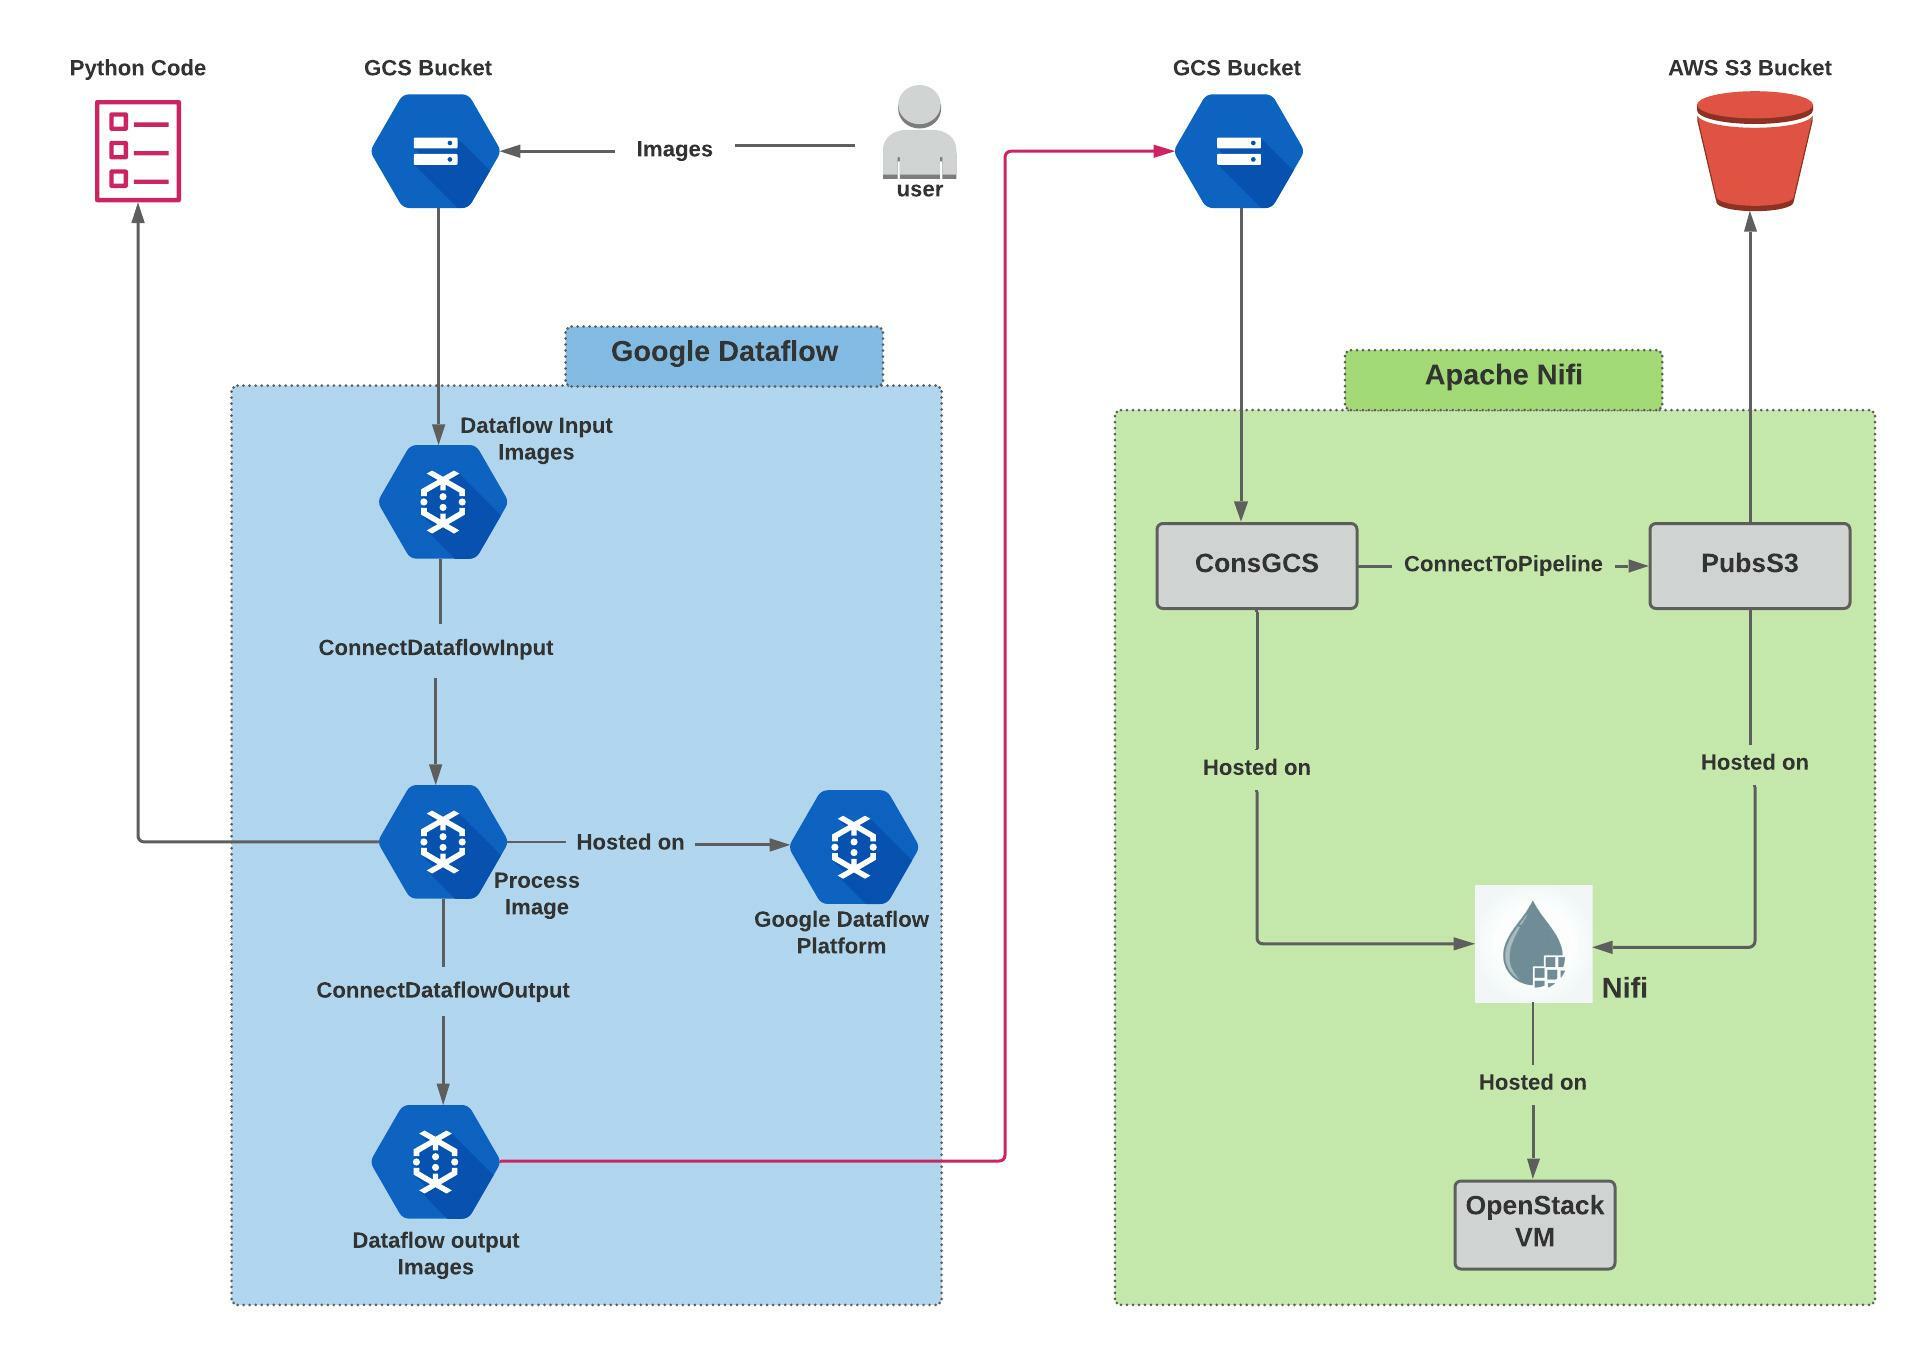 Python Code
GCS Bucket
GCS Bucket
AWS S3 Bucket
Images
user
Google Dataflow
Apache Nifi
Dataflow Input
Images
ConsGCS
ConnectToPipeline
PubsS3
ConnectDataflowInput
Hosted on
Hosted on
Hosted on
Process
Image
Google Dataflow
Platform
ConnectDataflowOutput
Nifi
Hosted on
OpenStack
VM
Dataflow output
Images